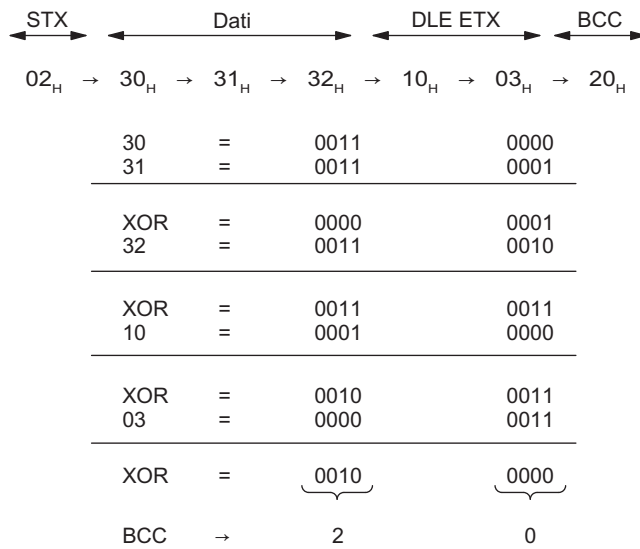 STX Dati DLE ETX BCC
02H → 30H → 31H → 32H → 10H → 03H → 20H
30 = 0011 0000
31 = 0011 0001
XOR = 0000 0001
32 = 0011 0010
XOR = 0011 0011
10 = 0001 0000
XOR = 0010 0011
03 = 0000 0011
XOR = 0010 0000
BCC → 2 0